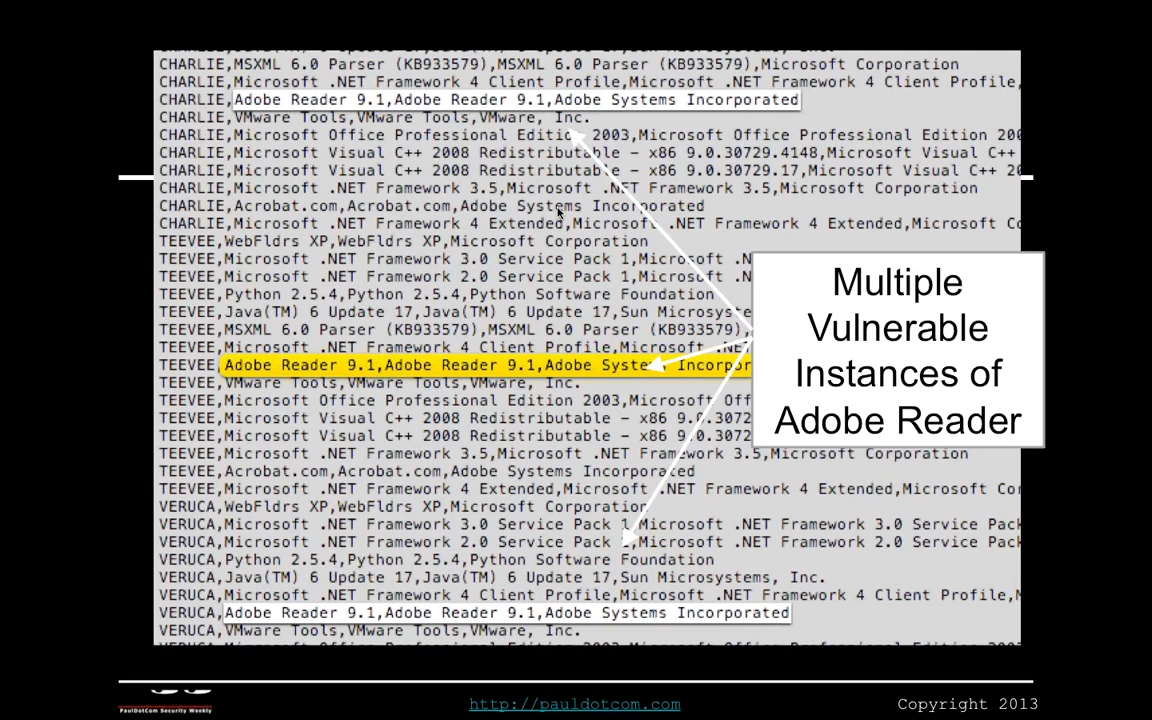 CHARLIE,MSXML 6.0 Parser (KB933579),MSXML 6.0 Parser (KB933579),Microsoft Corporation
CHARLIE,Microsoft .NET Framework 4 Client Profile,Microsoft .NET Framework 4 Client Profile,
CHARLIE,Adobe Reader 9.1,Adobe Reader 9.1,Adobe Systems Incorporated
CHARLIE,VMware Tools,VMware Tools,VMware, Inc.
CHARLIE,Microsoft Office Professional Edition 2003,Microsoft Office Professional Edition 200
CHARLIE,Microsoft Visual C++ 2008 Redistributable - x86 9.0.30729.4148,Microsoft Visual C++
CHARLIE,Microsoft Visual C++ 2008 Redistributable - x86 9.0.30729.17,Microsoft Visual C++ 20
CHARLIE,Microsoft .NET Framework 3.5,Microsoft .NET Framework 3.5,Microsoft Corporation
CHARLIE,Acrobat.com,Acrobat.com,Adobe Systems Incorporated
CHARLIE,Microsoft .NET Framework 4 Extended,Microsoft .NET Framework 4 Extended,Microsoft Co
TEEVEE,WebFldrs XP,WebFldrs XP,Microsoft Corporation
TEEVEE,Microsoft .NET Framework 3.0 Service Pack 1,Microsoft .N
TEEVEE,Microsoft .NET Framework 2.0 Service Pack 1,Microsoft .N
TEEVEE,Python 2.5.4,Python 2.5.4,Python Software Foundation
TEEVEE,Java(TM) 6 Update 17,Java(TM) 6 Update 17,Sun Microsyste
TEEVEE,MSXML 6.0 Parser (KB933579),MSXML 6.0 Parser (KB933579),
TEEVEE,Microsoft .NET Framework 4 Client Profile,Microsoft .NET
TEEVEE,Adobe Reader 9.1,Adobe Reader 9.1,Adobe Systems Incorpor
TEEVEE,VMware Tools,VMware Tools,VMware, Inc.
TEEVEE,Microsoft Office Professional Edition 2003,Microsoft Off
TEEVEE,Microsoft Visual C++ 2008 Redistributable - x86 9.0.3072
TEEVEE,Microsoft Visual C++ 2008 Redistributable - x86 9.0.3072
TEEVEE,Microsoft .NET Framework 3.5,Microsoft .NET Framework 3.5,Microsoft Corporation
TEEVEE,Acrobat.com,Acrobat.com,Adobe Systems Incorporated
TEEVEE,Microsoft .NET Framework 4 Extended,Microsoft .NET Framework 4 Extended,Microsoft Cor
VERUCA,WebFldrs XP,WebFldrs XP,Microsoft Corporation
VERUCA,Microsoft .NET Framework 3.0 Service Pack 1,Microsoft .NET Framework 3.0 Service Pack
VERUCA,Microsoft .NET Framework 2.0 Service Pack 1,Microsoft .NET Framework 2.0 Service Pack
VERUCA,Python 2.5.4,Python 2.5.4,Python Software Foundation
VERUCA,Java(TM) 6 Update 17,Java(TM) 6 Update 17,Sun Microsystems, Inc.
VERUCA,Microsoft .NET Framework 4 Client Profile,Microsoft .NET Framework 4 Client Profile,M
VERUCA,Adobe Reader 9.1,Adobe Reader 9.1,Adobe Systems Incorporated
VERUCA,VMware Tools,VMware Tools,VMware, Inc.
Multiple
Vulnerable
Instances of
Adobe Reader
PaulDotCom Security Weekly
http://pauldotcom.com
Copyright 2013